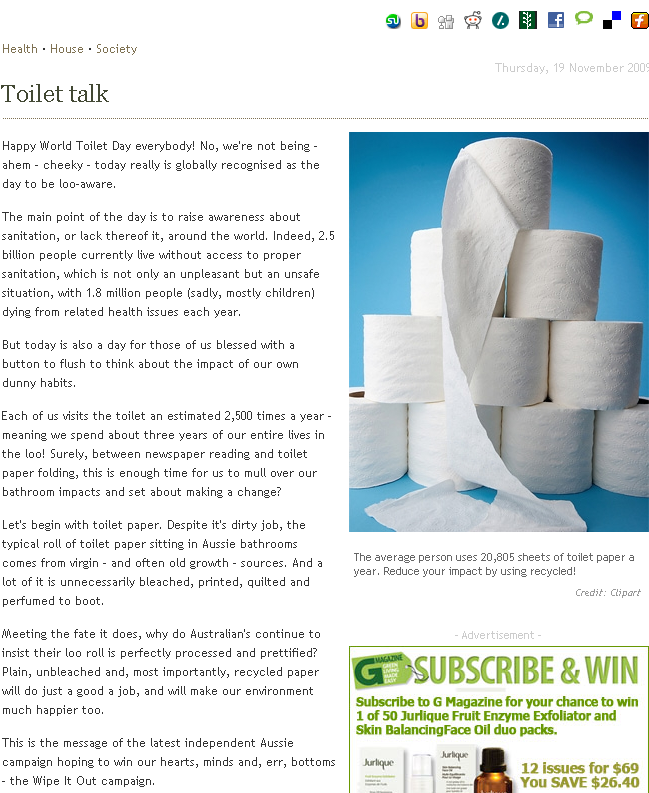 Health • House • Society
Thursday, 19 November 2009
Toilet talk
Happy World Toilet Day everybody! No, we're not being -
ahem - cheeky - today really is globally recognised as the
day to be loo-aware.
The main point of the day is to raise awareness about
sanitation, or lack thereof it, around the world. Indeed, 2.5
billion people currently live without access to proper
sanitation, which is not only an unpleasant but an unsafe
situation, with 1.8 million people (sadly, mostly children)
dying from related health issues each year.
But today is also a day for those of us blessed with a
button to flush to think about the impact of our own
dunny habits.
Each of us visits the toilet an estimated 2,500 times a year -
meaning we spend about three years of our entire lives in
the loo! Surely, between newspaper reading and toilet
paper folding, this is enough time for us to mull over our
bathroom impacts and set about making a change?
Let's begin with toilet paper. Despite it's dirty job, the
typical roll of toilet paper sitting in Aussie bathrooms
comes from virgin - and often old growth - sources. And a
lot of it is unnecessarily bleached, printed, quilted and
perfumed to boot.
Meeting the fate it does, why do Australian's continue to
insist their loo roll is perfectly processed and prettified?
Plain, unbleached and, most importantly, recycled paper
will do just a good a job, and will make our environment
much happier too.
This is the message of the latest independent Aussie
campaign hoping to win our hearts, minds and, err, bottoms
- the Wipe It Out campaign.
The average person uses 20,805 sheets of toilet paper a
year. Reduce your impact by using recycled!
Credit: Clipart
- Advertisement -
G MAGAZINE
GREEN LIVING MADE EASY
SUBSCRIBE & WIN
Subscribe to G Magazine for your chance to win
1 of 50 Jurlique Fruit Enzyme Exfoliator and
Skin BalancingFace Oil duo packs.
Jurlique
Jurlique
12 issues for $69
You SAVE $26.40